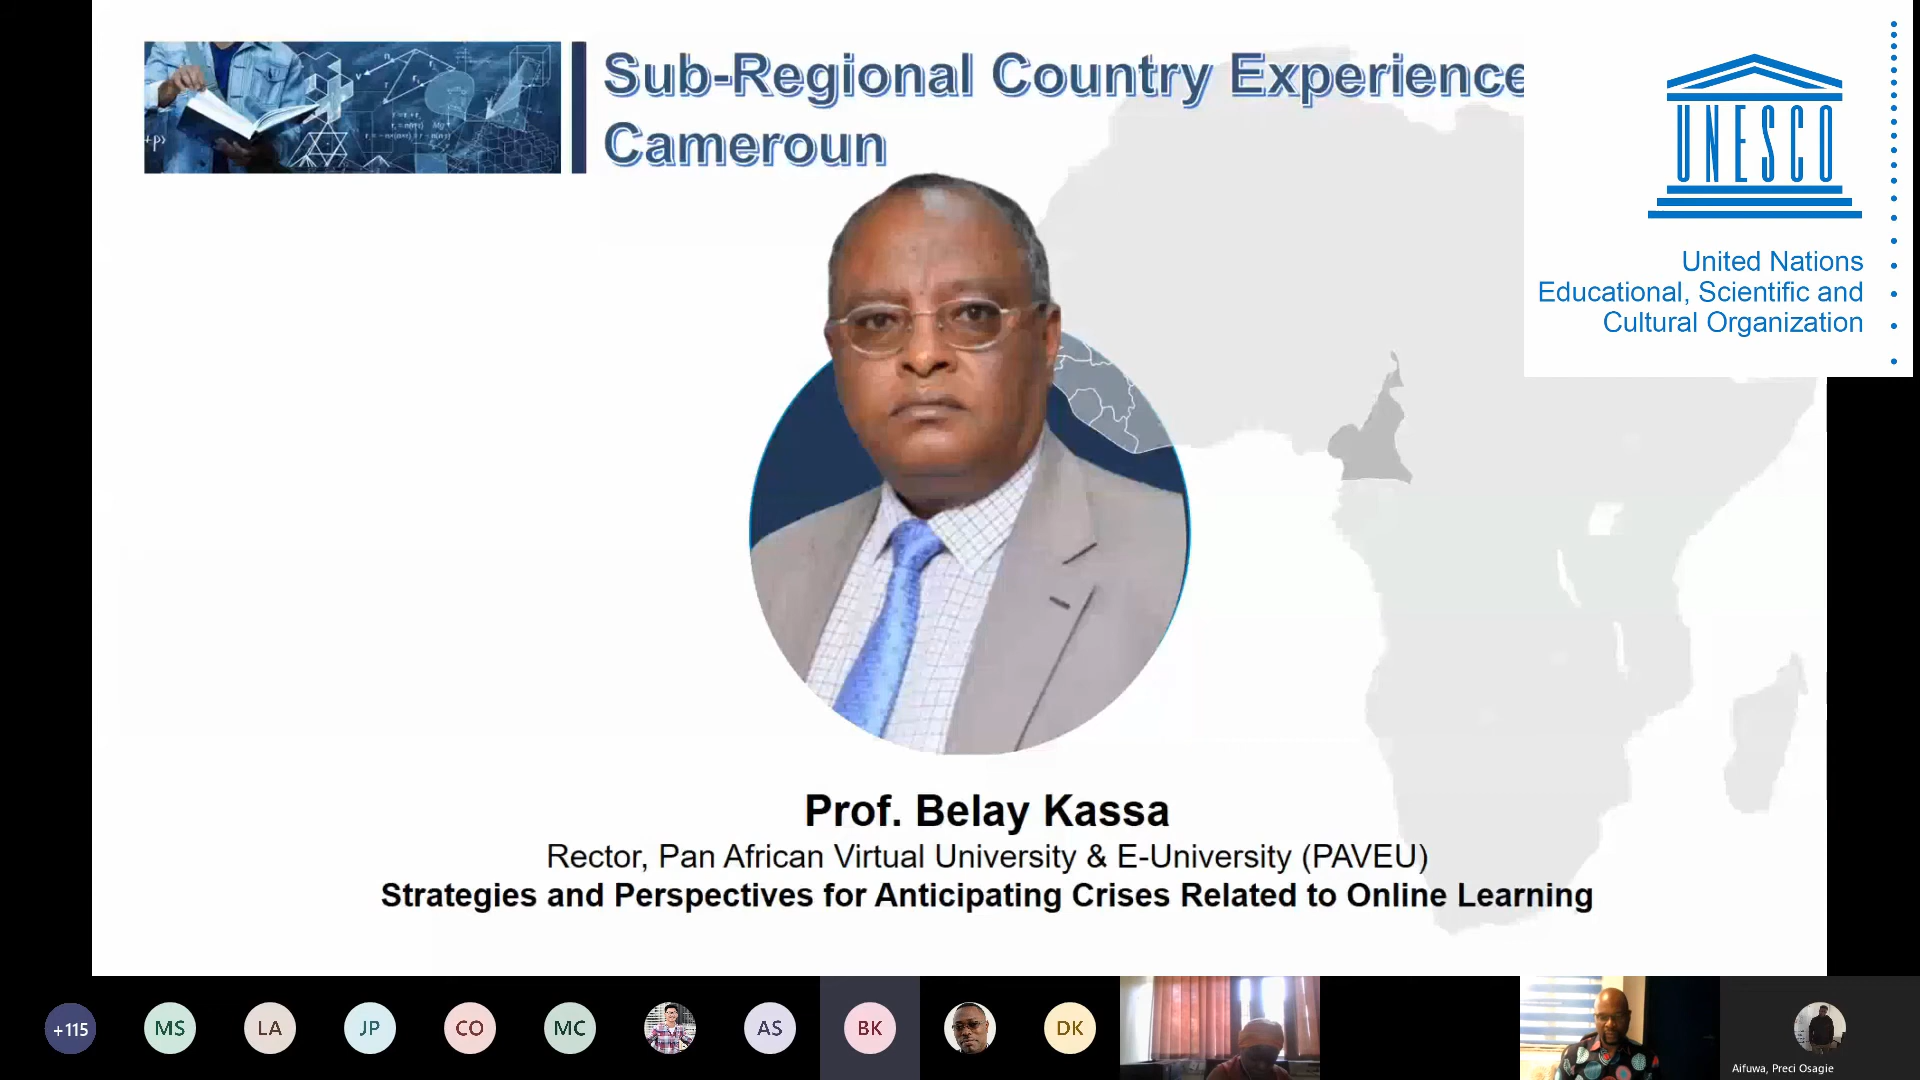 Sub-Regional Country Experience
Cameroun
UNESCO
United Nations
Educational, Scientific and
Cultural Organization
Prof. Belay Kassa
Rector, Pan African Virtual University & E-University (PAVEU)
Strategies and Perspectives for Anticipating Crises Related to Online Learning
+115
MS
LA
JP
CO
MC
AS
BK
DK
Aifuwa, Preci Osagie